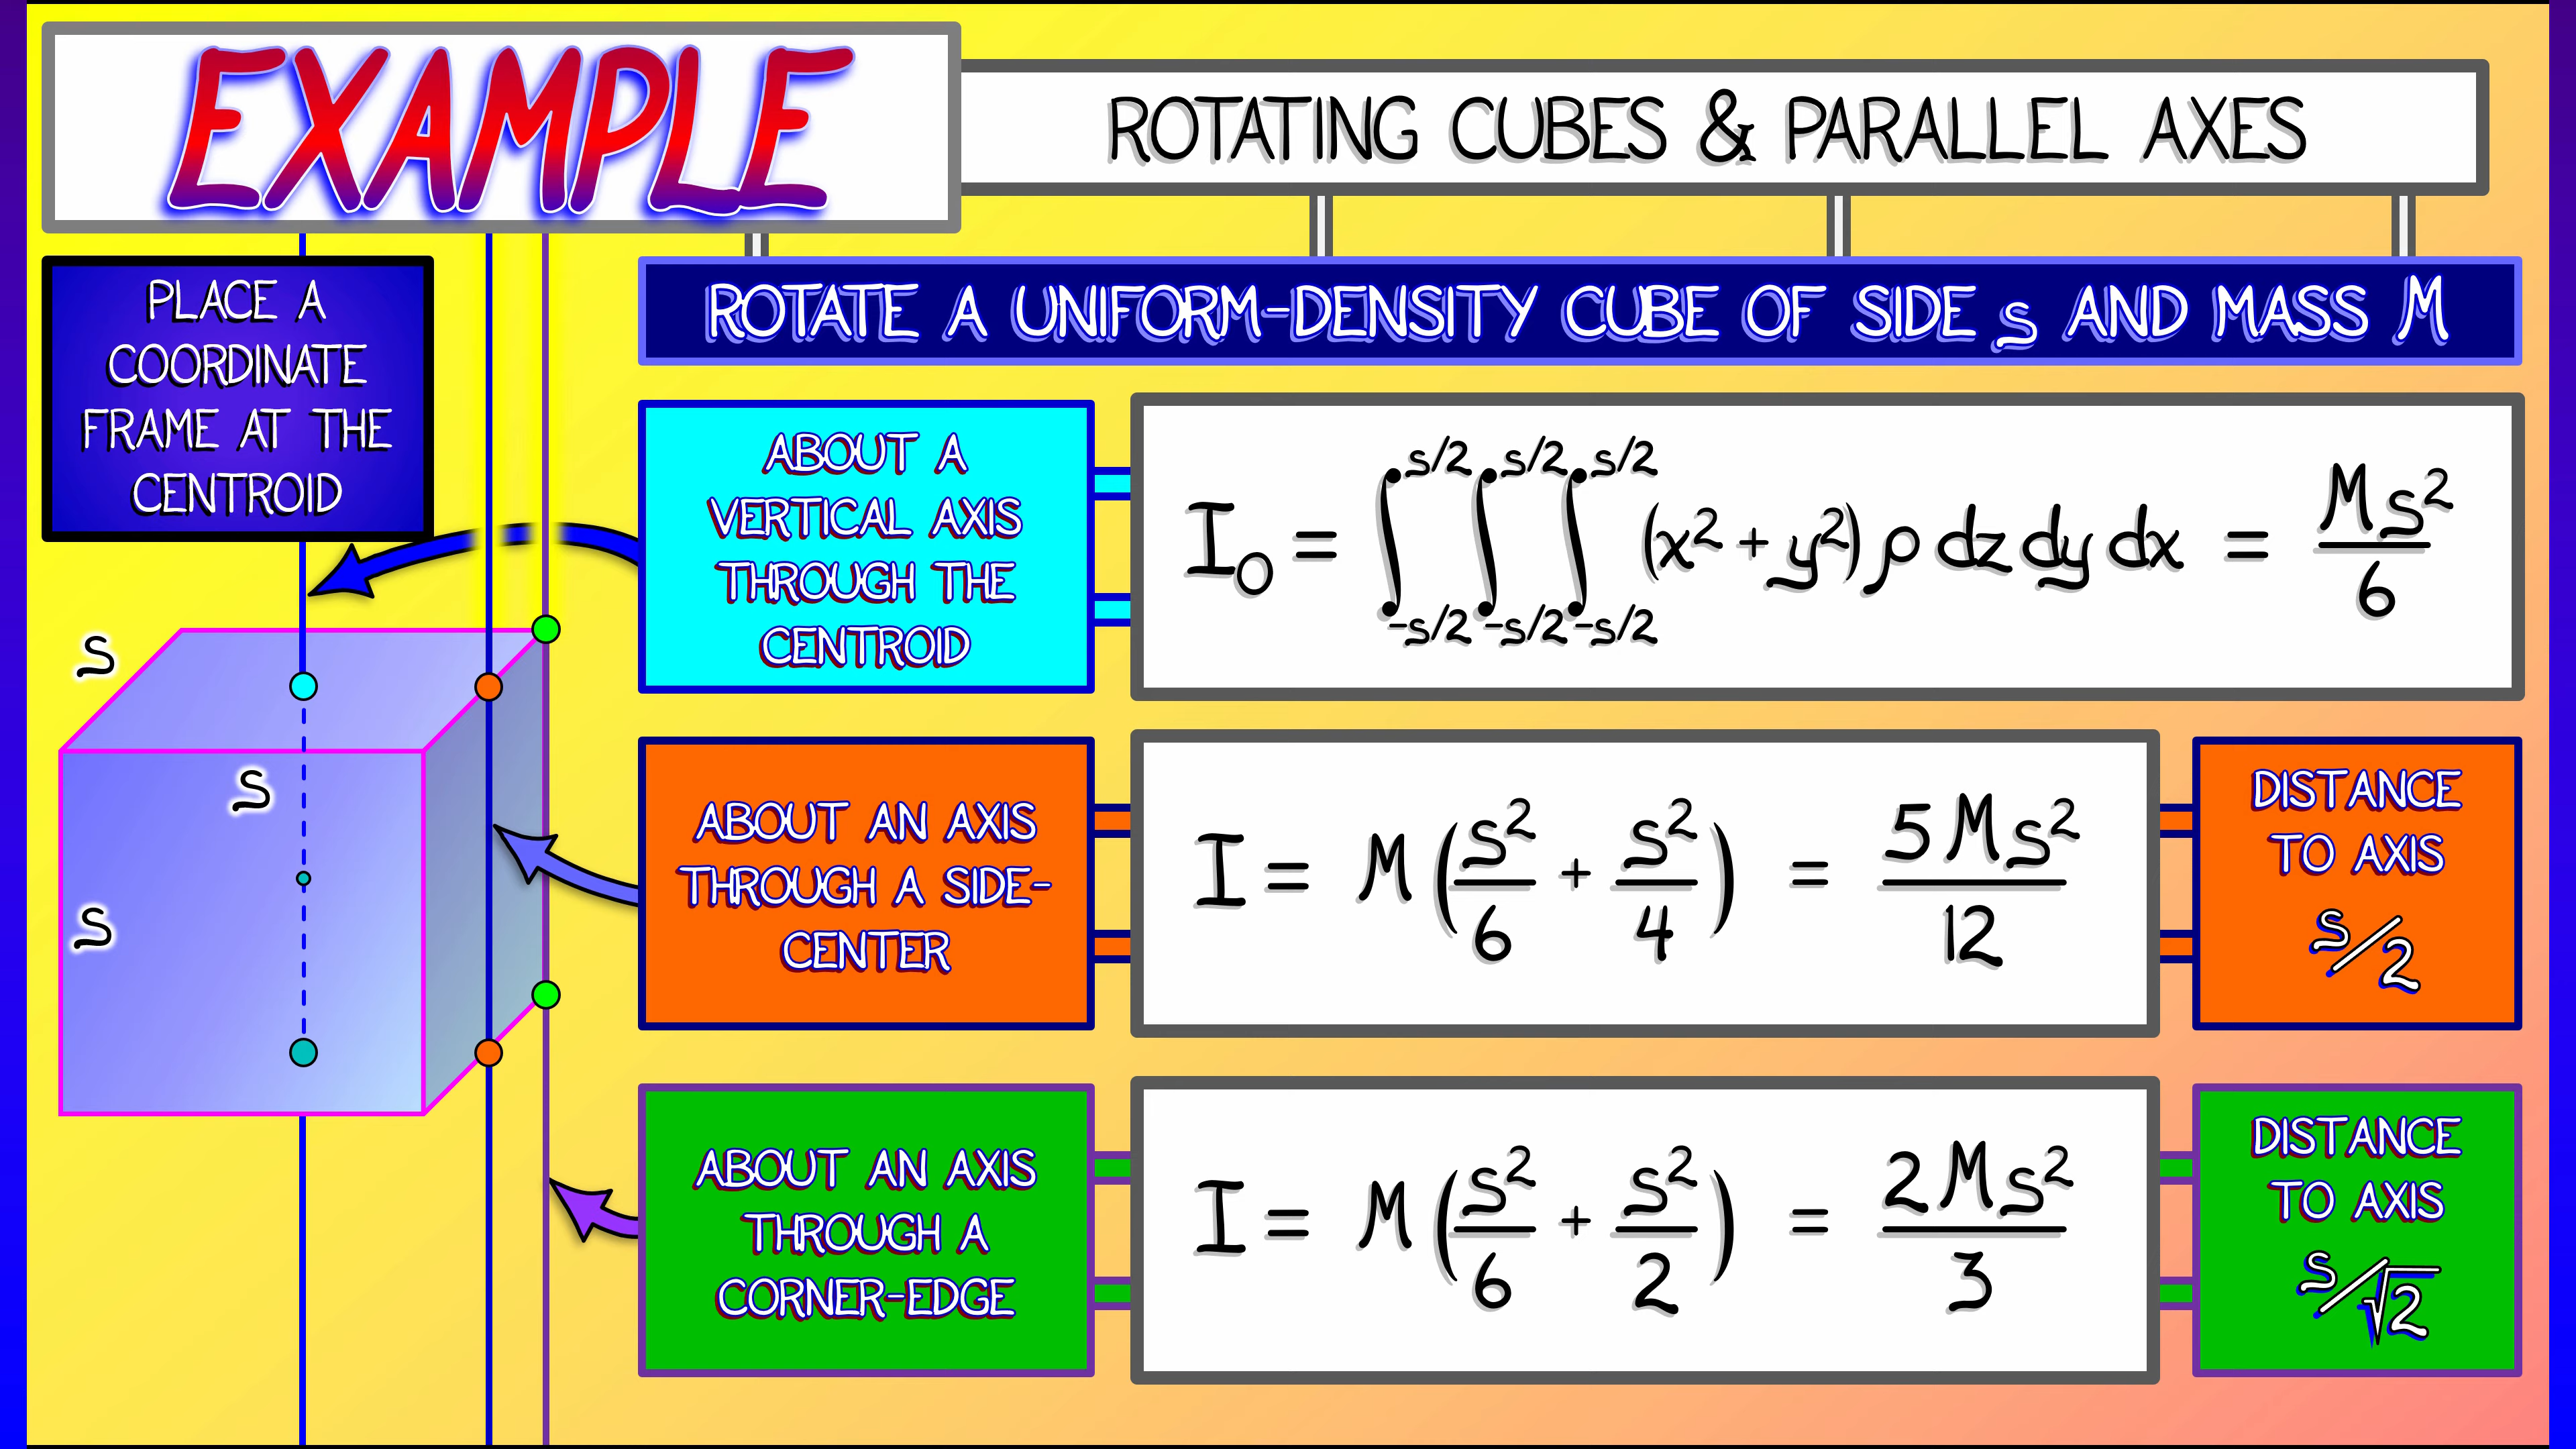 EXAMPLE
ROTATING CUBES & PARALLEL AXES
PLACE A
COORDINATE
FRAME AT THE
CENTROID
ROTATE A UNIFORM-DENSITY CUBE OF SIDE s AND MASS M
ABOUT A
VERTICAL AXIS
THROUGH THE
CENTROID
I₀ = ∫_{-s/2}^{s/2} ∫_{-s/2}^{s/2} ∫_{-s/2}^{s/2} (x² + y²) ρ dz dy dx = Ms²/6
s
s
s
ABOUT AN AXIS
THROUGH A SIDE-
CENTER
I = M(s²/6 + s²/4) = 5Ms²/12
DISTANCE
TO AXIS
s/2
ABOUT AN AXIS
THROUGH A
CORNER-EDGE
I = M(s²/6 + s²/2) = 2Ms²/3
DISTANCE
TO AXIS
s/√2